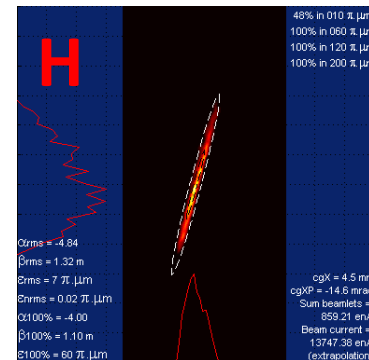 48% in 010 π.μm
100% in 060 π.μm
100% in 120 π.μm
100% in 200 π.μm
H
αrms = -4.84
βrms = 1.32 m
εrms = 7 π.μm
εnrms = 0.02 π.μm
α100% = -4.00
β100% = 1.10 m
ε100% = 60 π.μm
cgX = 4.5 m
cgXP = -14.6 mra
Sum beamlets =
859.21 en
Beam current =
13747.38 en
(extrapolation